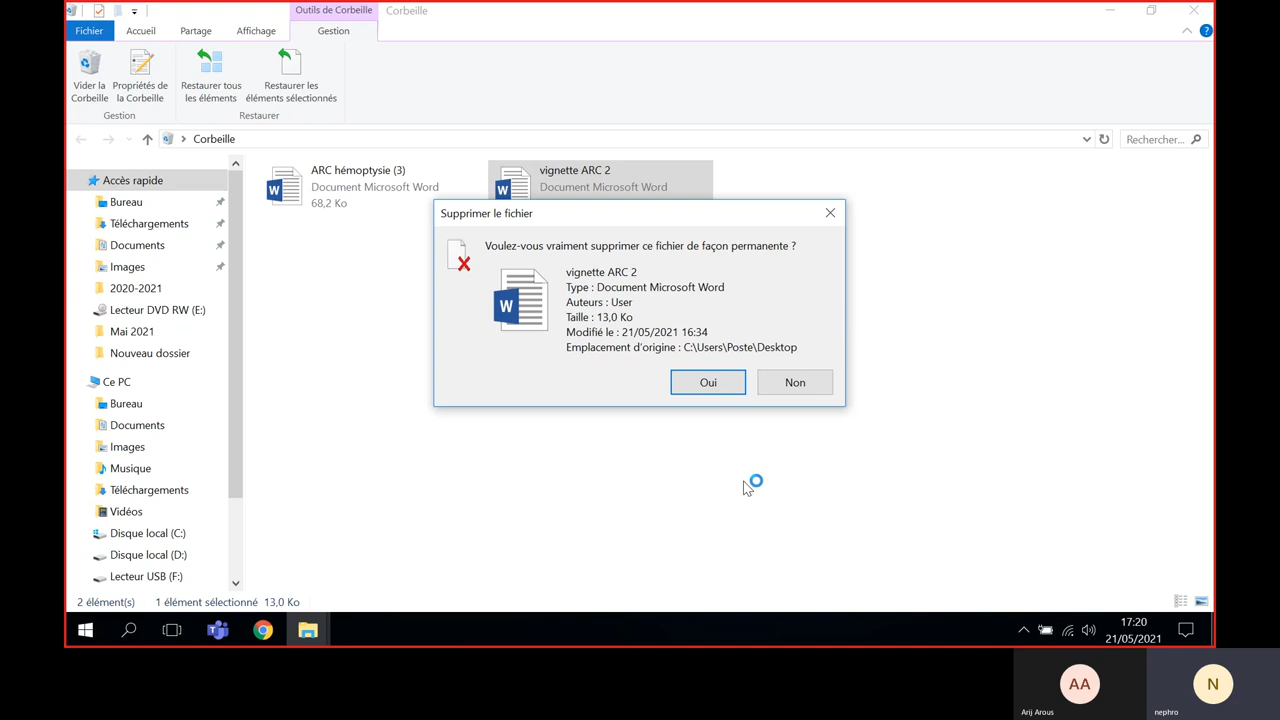 Outils de Corbeille
Corbeille
Fichier
Accueil
Partage
Affichage
Gestion
Vider la
Corbeille
Propriétés de
la Corbeille
Restaurer tous
les éléments
Restaurer les
éléments sélectionnés
Gestion
Restaurer
Corbeille
Rechercher...
Accès rapide
Bureau
Téléchargements
Documents
Images
2020-2021
Lecteur DVD RW (E:)
Mai 2021
Nouveau dossier
Ce PC
Bureau
Documents
Images
Musique
Téléchargements
Vidéos
Disque local (C:)
Disque local (D:)
Lecteur USB (F:)
ARC hémoptysie (3)
Document Microsoft Word
68,2 Ko
vignette ARC 2
Document Microsoft Word
Supprimer le fichier
Voulez-vous vraiment supprimer ce fichier de façon permanente ?
vignette ARC 2
Type : Document Microsoft Word
Auteurs : User
Taille : 13,0 Ko
Modifié le : 21/05/2021 16:34
Emplacement d'origine : C:\Users\Poste\Desktop
Oui
Non
2 élément(s)
1 élément sélectionné 13,0 Ko
17:20
21/05/2021
AA
Arij Arous
N
nephro